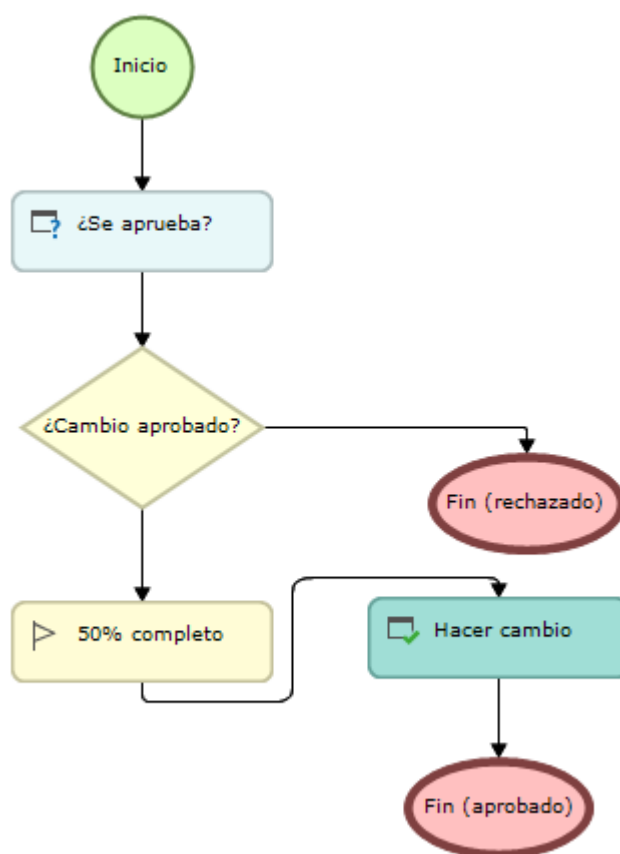 Inicio
¿Se aprueba?
¿Cambio aprobado?
Fin (rechazado)
50% completo
Hacer cambio
Fin (aprobado)